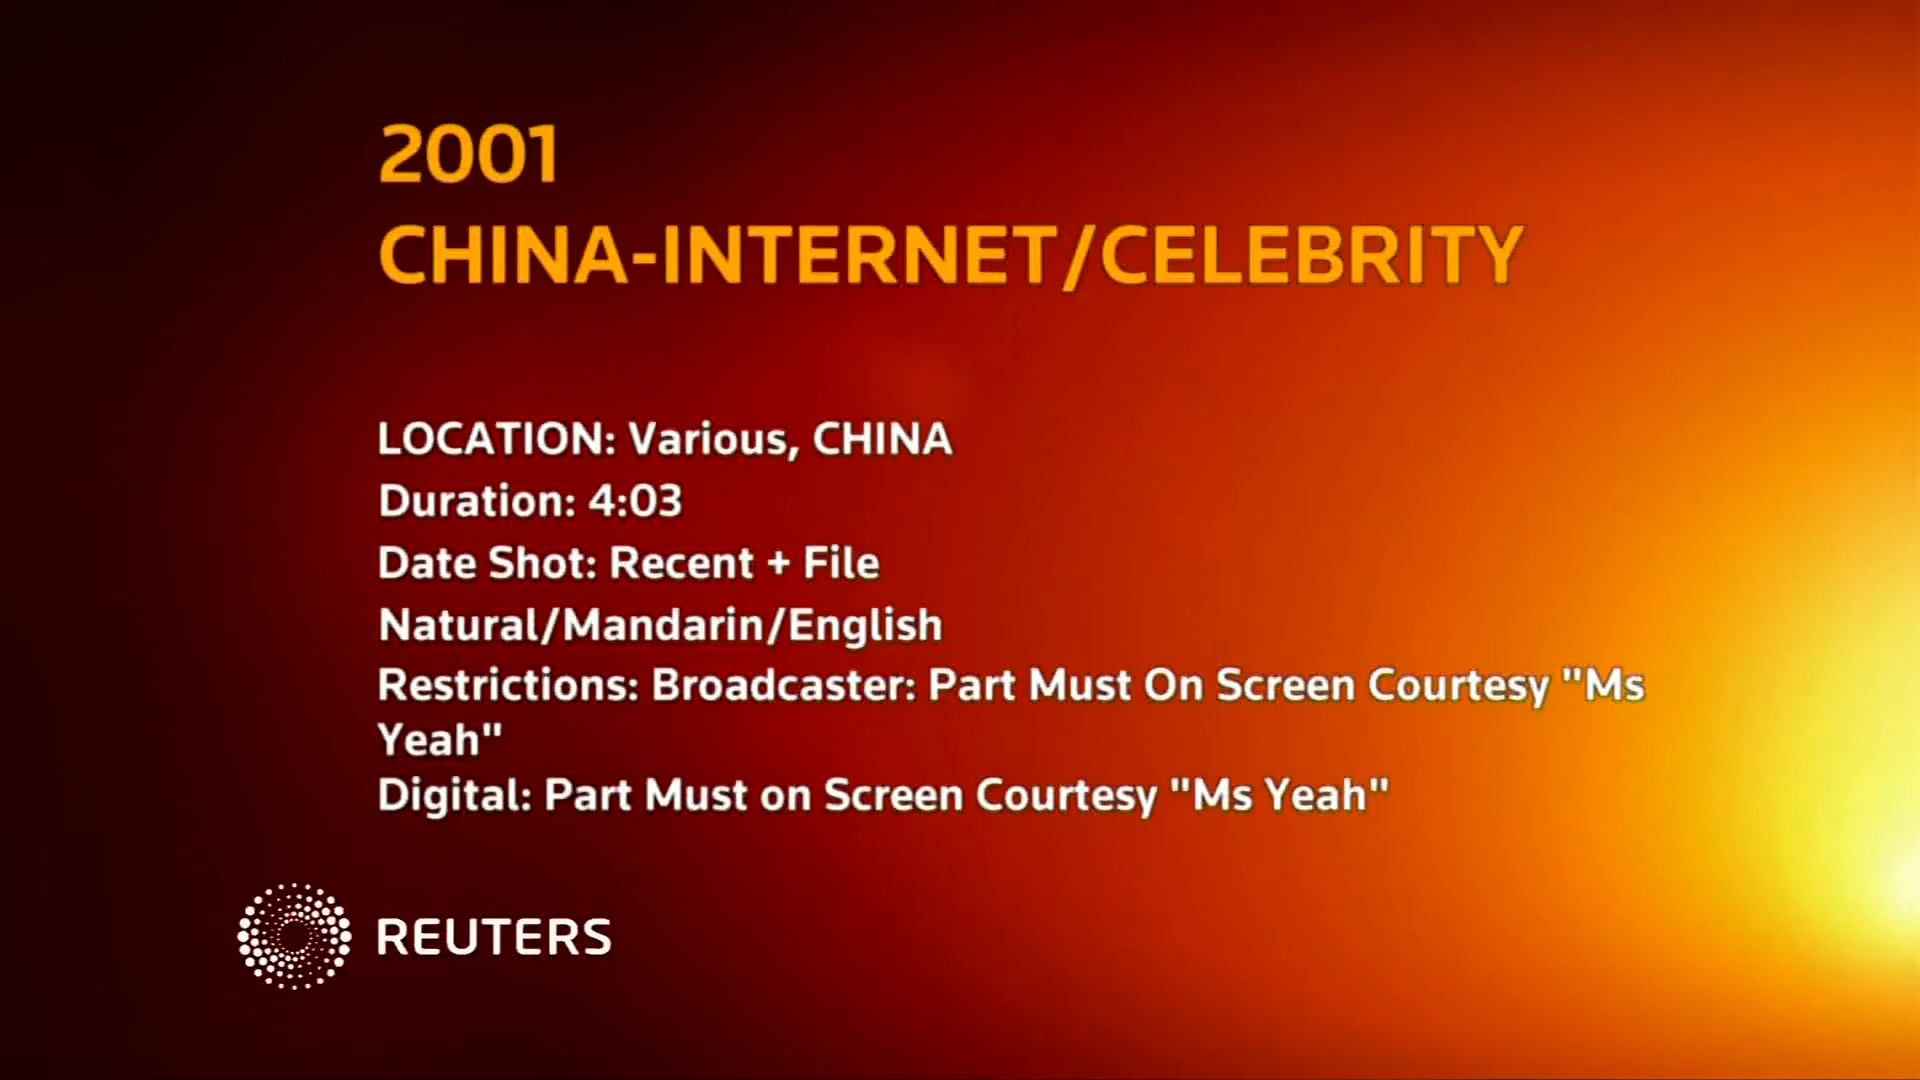 2001
CHINA-INTERNET/CELEBRITY
LOCATION: Various, CHINA
Duration: 4:03
Date Shot: Recent + File
Natural/Mandarin/English
Restrictions: Broadcaster: Part Must On Screen Courtesy "Ms
Yeah"
Digital: Part Must on Screen Courtesy "Ms Yeah"
REUTERS